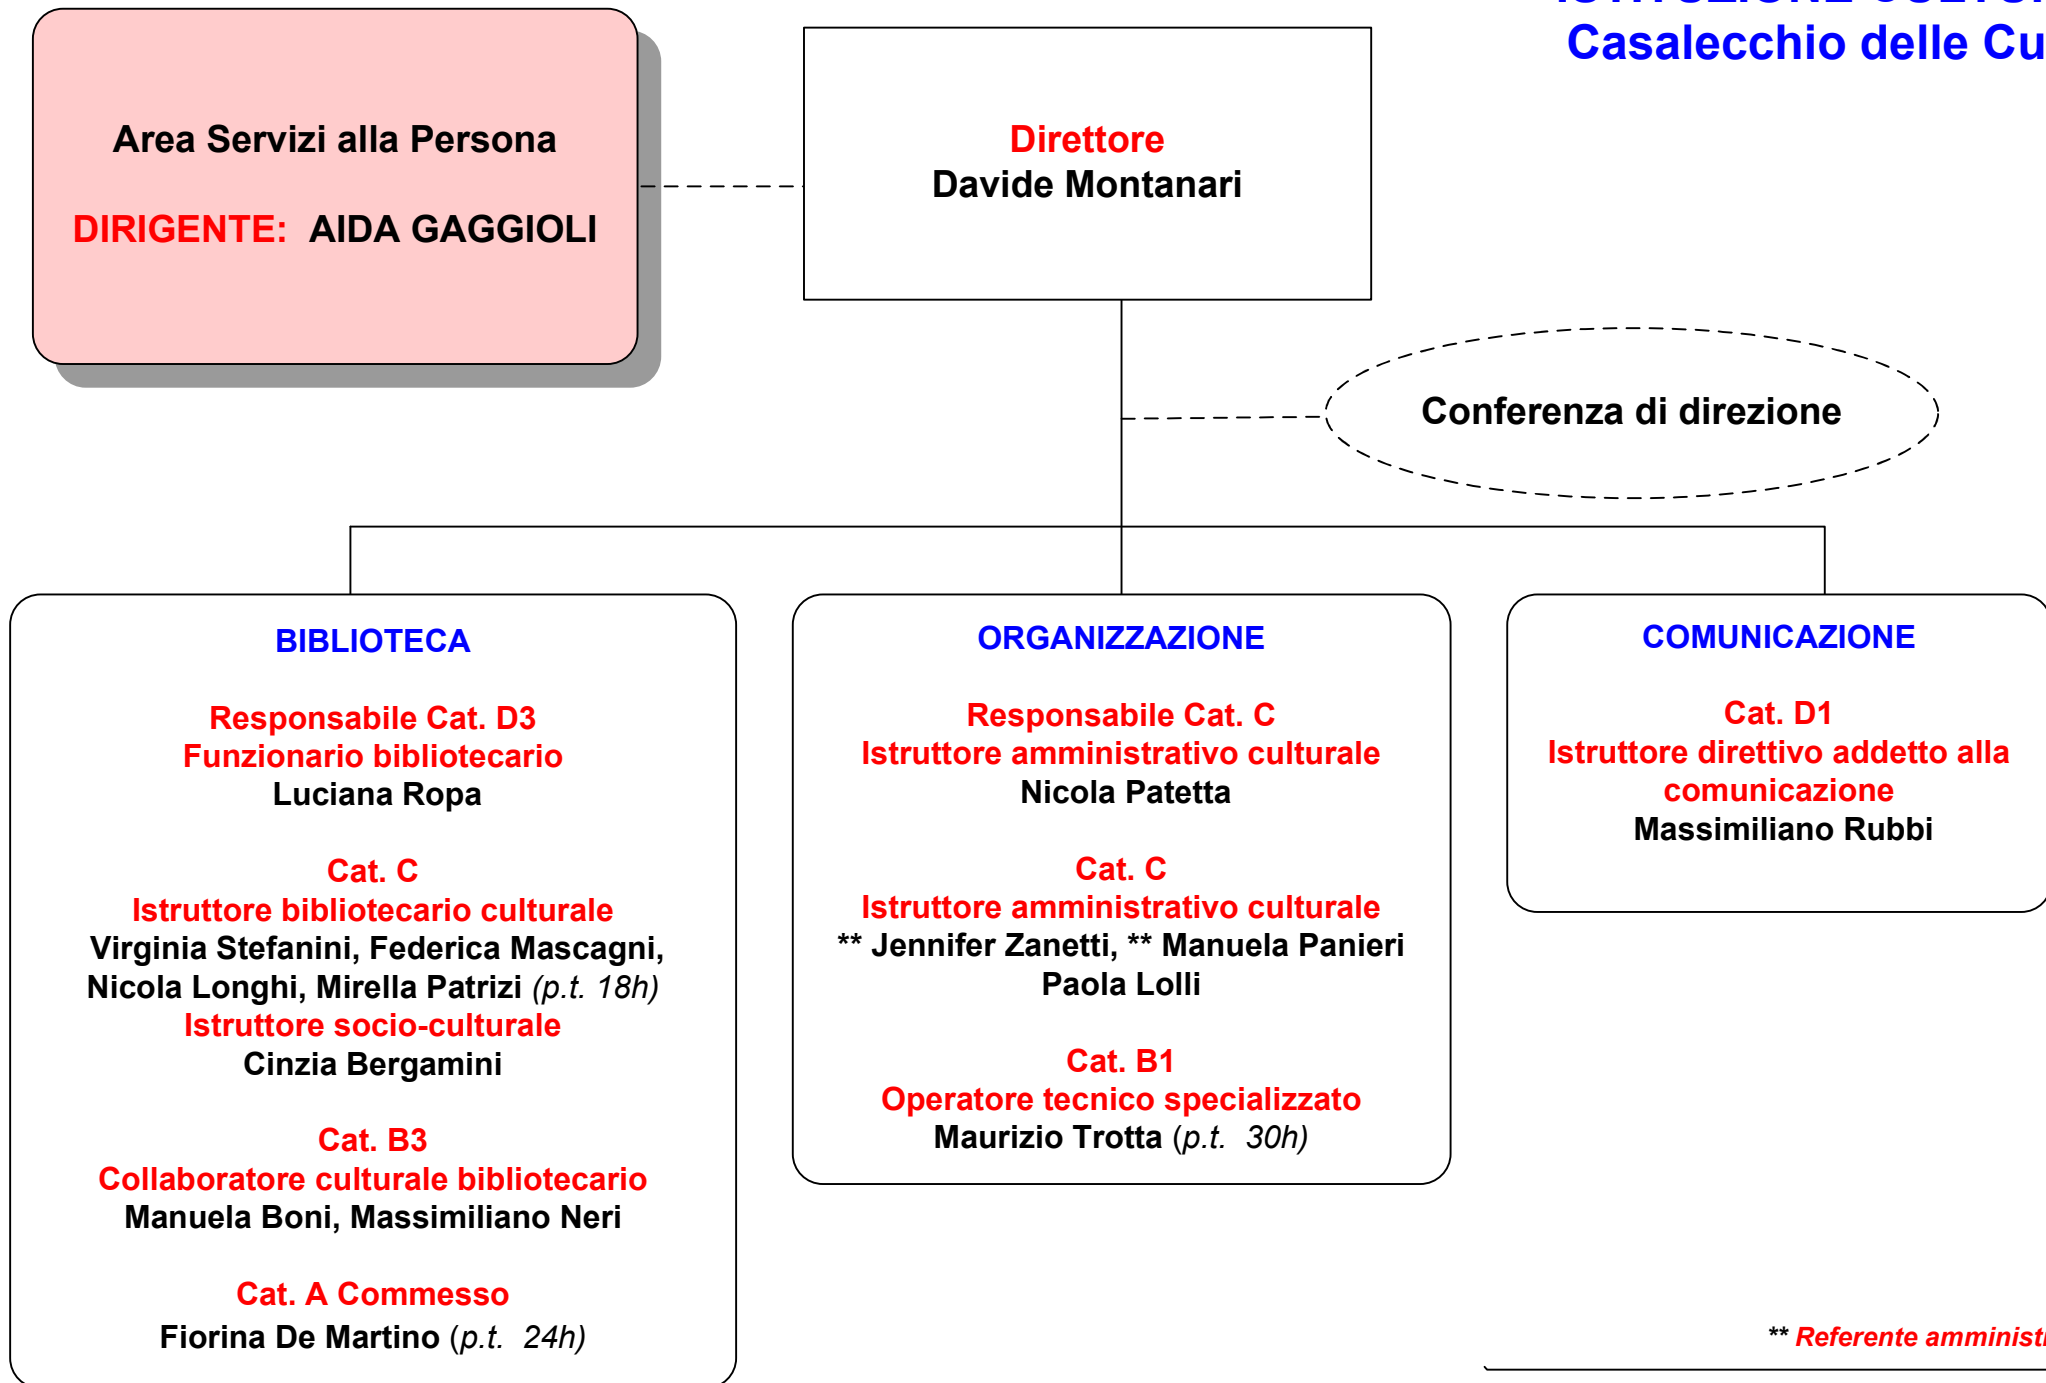 Casalecchio delle
Area Servizi alla Persona
DIRIGENTE: AIDA GAGGIOLI
Direttore
Davide Montanari
Conferenza di direzione
BIBLIOTECA
Responsabile Cat. D3
Funzionario bibliotecario
Luciana Ropa
Cat. C
Istruttore bibliotecario culturale
Virginia Stefanini, Federica Mascagni,
Nicola Longhi, Mirella Patrizi (p.t. 18h)
Istruttore socio-culturale
Cinzia Bergamini
Cat. B3
Collaboratore culturale bibliotecario
Manuela Boni, Massimiliano Neri
Cat. A Commesso
Fiorina De Martino (p.t. 24h)
ORGANIZZAZIONE
Responsabile Cat. C
Istruttore amministrativo culturale
Nicola Patetta
Cat. C
Istruttore amministrativo culturale
** Jennifer Zanetti, ** Manuela Panieri
Paola Lolli
Cat. B1
Operatore tecnico specializzato
Maurizio Trotta (p.t. 30h)
COMUNICAZIONE
Cat. D1
Istruttore direttivo addetto alla
comunicazione
Massimiliano Rubbi
** Referente